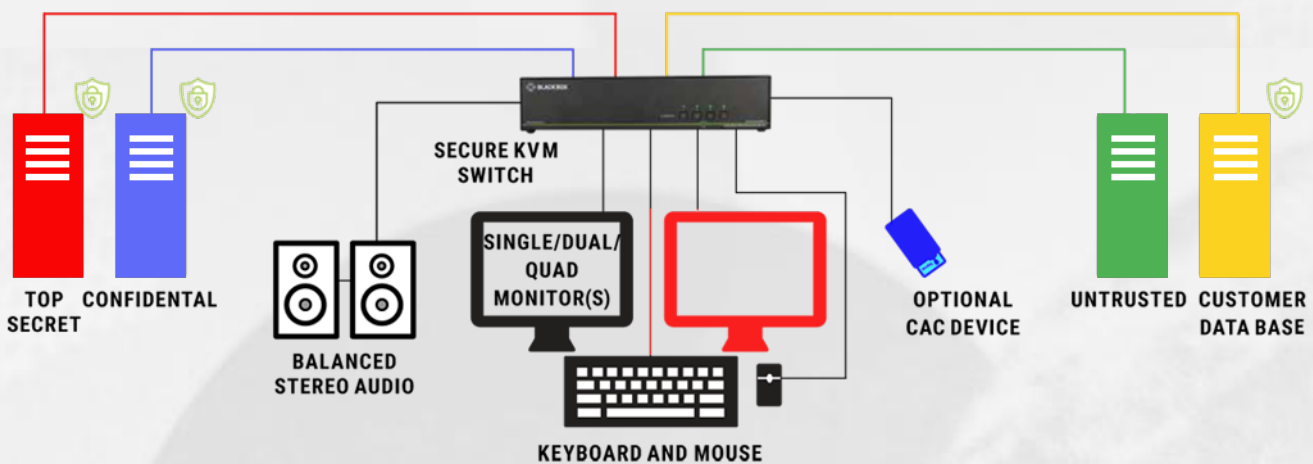 BLACK BOX
SECURE KVM
SWITCH
SINGLE/DUAL/
QUAD
MONITOR(S)
TOP
SECRET
CONFIDENTAL
BALANCED
STEREO AUDIO
OPTIONAL
CAC DEVICE
UNTRUSTED
CUSTOMER
DATA BASE
KEYBOARD AND MOUSE